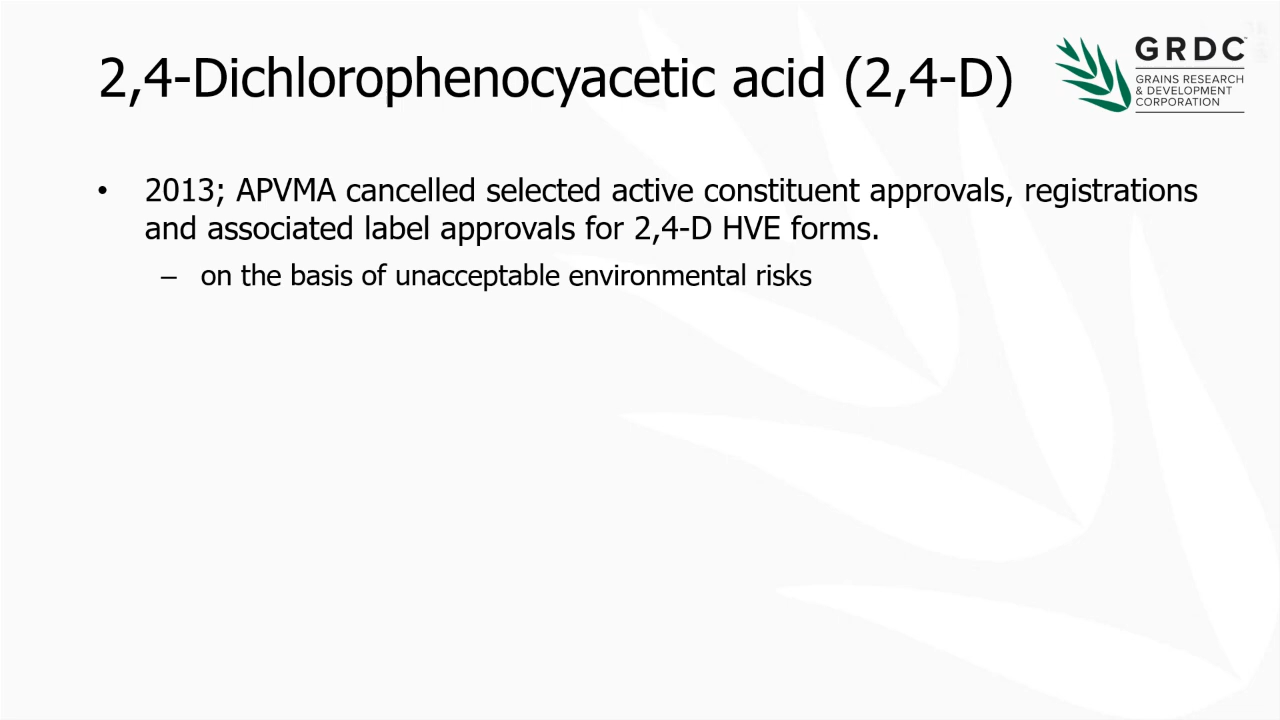 2,4-Dichlorophenocyacetic acid (2,4-D)
GRDC™
GRAINS RESEARCH
& DEVELOPMENT
CORPORATION
• 2013; APVMA cancelled selected active constituent approvals, registrations
and associated label approvals for 2,4-D HVE forms.
– on the basis of unacceptable environmental risks